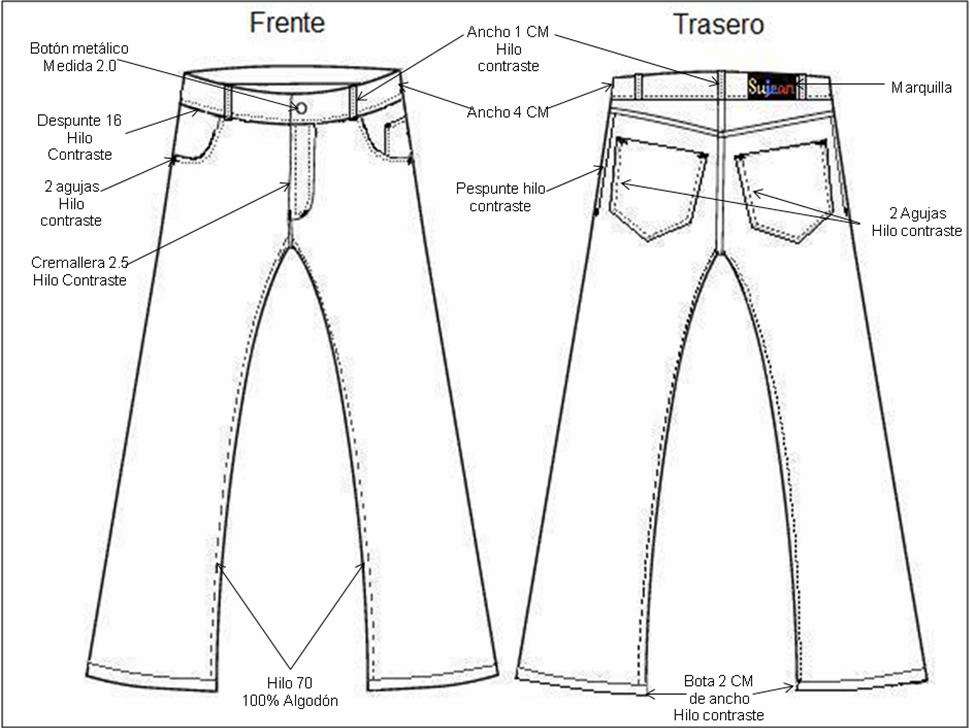 Frente
Trasero
Botón metálico
Medida 2.0
Ancho 1 CM
Hilo
contraste
Sujean
Marquilla
Ancho 4 CM
Despunte 16
Hilo
Contraste
2 agujas
Hilo
contraste
Pespunte hilo
contraste
2 Agujas
Hilo contraste
Cremallera 2.5
Hilo Contraste
Hilo 70
100% Algodón
Bota 2 CM
de ancho
Hilo contraste